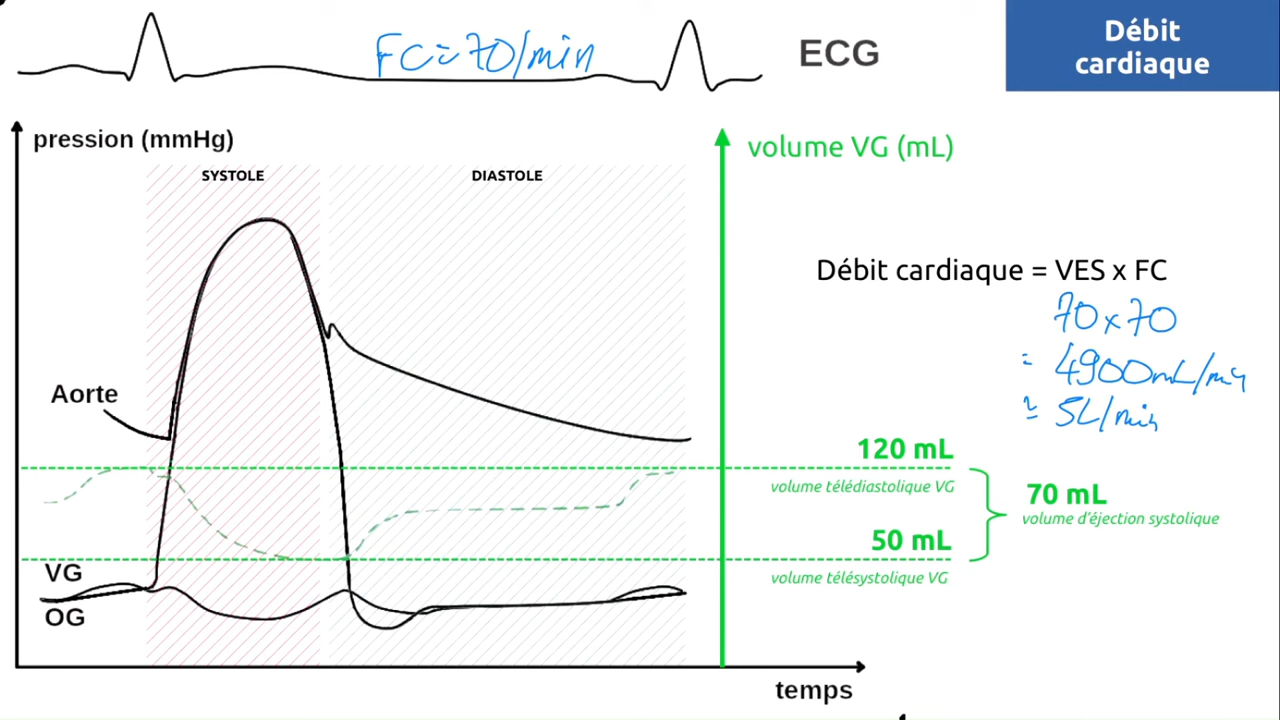 FC=70/min
ECG
Débit
cardiaque
pression (mmHg)
volume VG (mL)
SYSTOLE
DIASTOLE
Débit cardiaque = VES x FC
70x70
= 4900mL/min
≃ 5L/min
Aorte
120 mL
volume télédiastolique VG
70 mL
volume d'éjection systolique
50 mL
volume télésystolique VG
VG
OG
temps